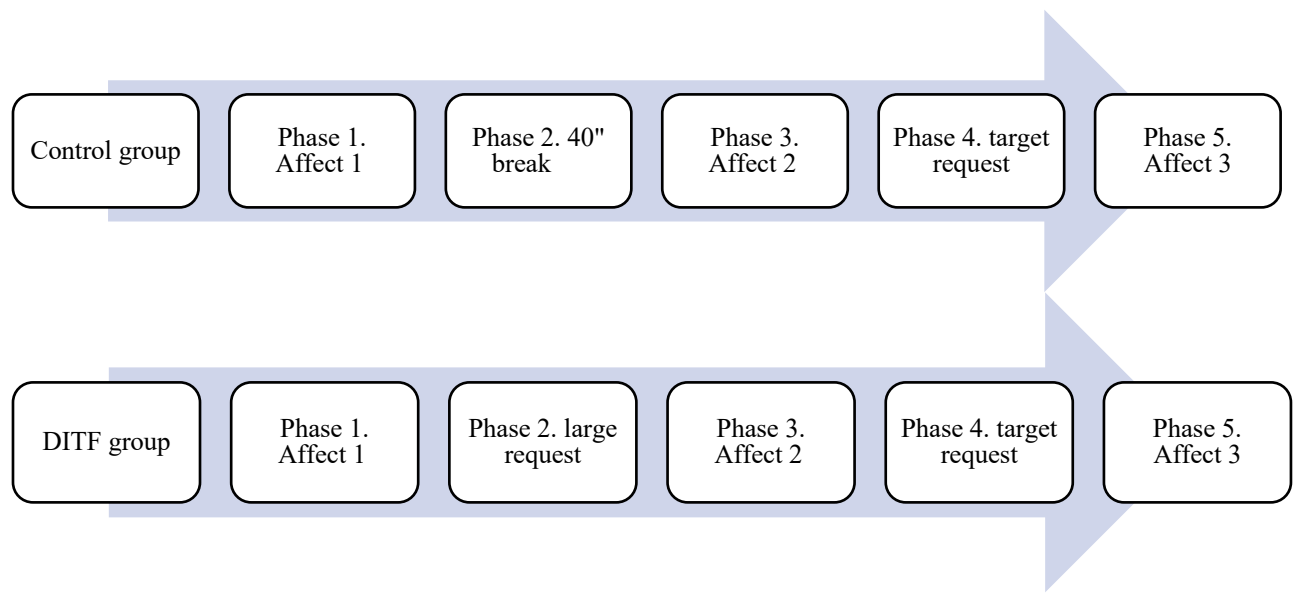 Control group
Phase 1.
Affect 1
Phase 2. 40"
break
Phase 3.
Affect 2
Phase 4. target
request
Phase 5.
Affect 3
DITF group
Phase 1.
Affect 1
Phase 2. large
request
Phase 3.
Affect 2
Phase 4. target
request
Phase 5.
Affect 3